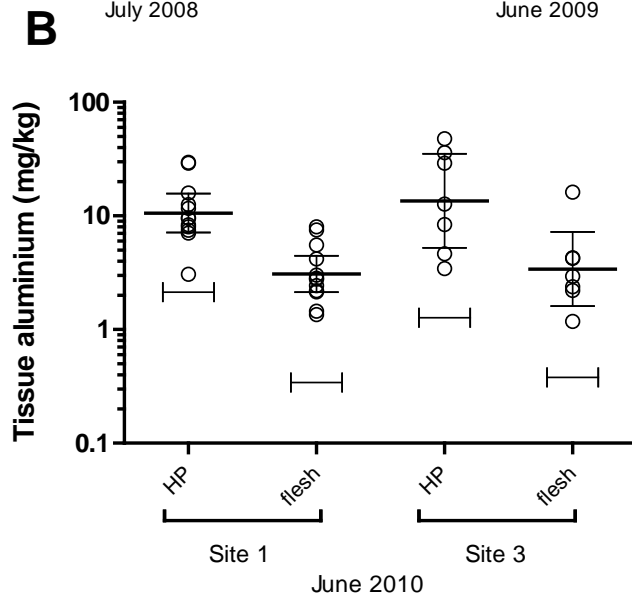 July 2008 June 2009
B
Tissue aluminium (mg/kg)
100
10
1
0.1
HP flesh HP flesh
Site 1 Site 3
June 2010